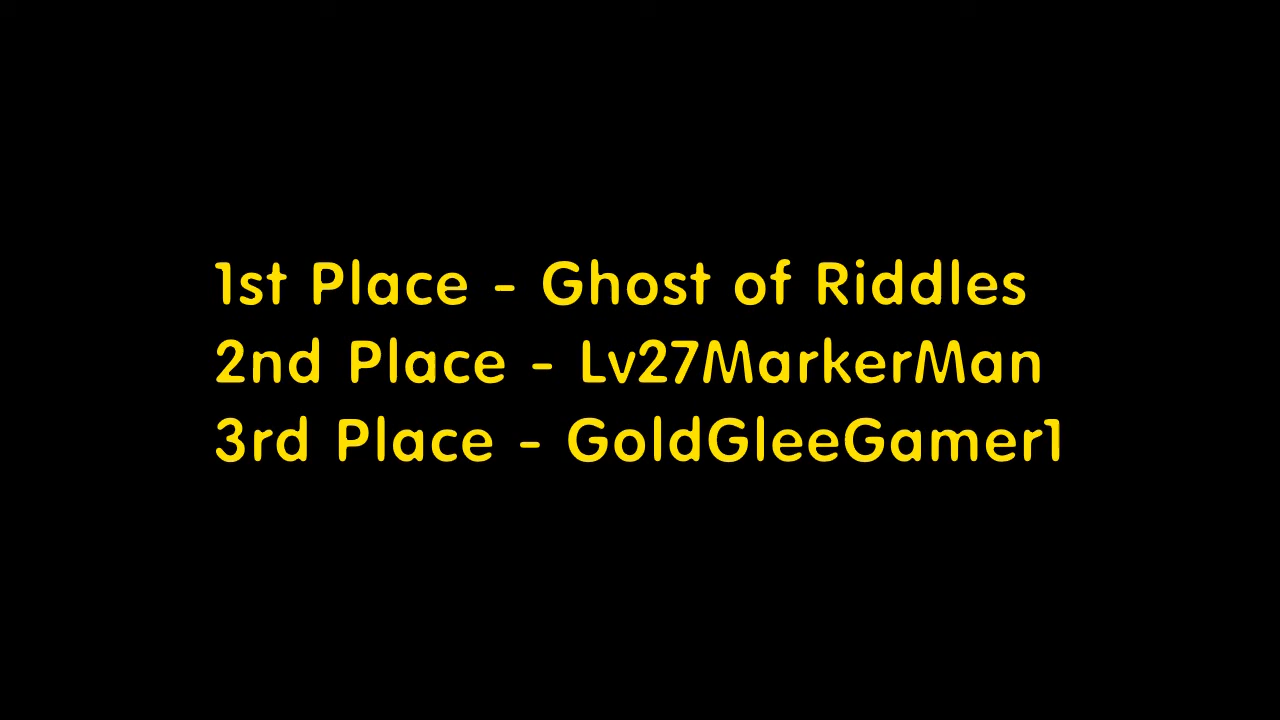 1st Place - Ghost of Riddles
2nd Place - Lv27MarkerMan
3rd Place - GoldGleeGamer1